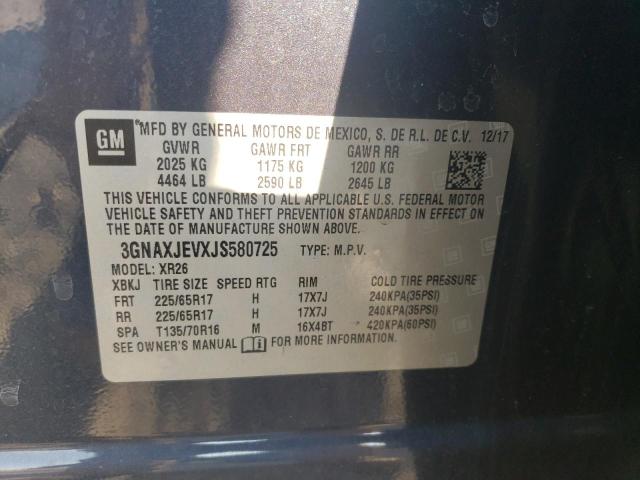 GM
*MFD BY GENERAL MOTORS DE MEXICO, S. DE R.L. DE C.V. 12/17
GVWR GAWR FRT GAWR RR
2025 KG 1175 KG 1200 KG
4464 LB 2590 LB 2645 LB
THIS VEHICLE CONFORMS TO ALL APPLICABLE U.S. FEDERAL MOTOR
VEHICLE SAFETY AND THEFT PREVENTION STANDARDS IN EFFECT ON
THE DATE OF MANUFACTURE SHOWN ABOVE.
3GNAXJEVXJS580725 TYPE: M.P.V.
MODEL: XR26
XBKJ TIRE SIZE SPEED RTG RIM COLD TIRE PRESSURE
FRT 225/65R17 H 17X7J 240KPA(35PSI)
RR 225/65R17 H 17X7J 240KPA(35PSI)
SPA T135/70R16 M 16X4BT 420KPA(60PSI)
SEE OWNER'S MANUAL FOR MORE INFORMATION.